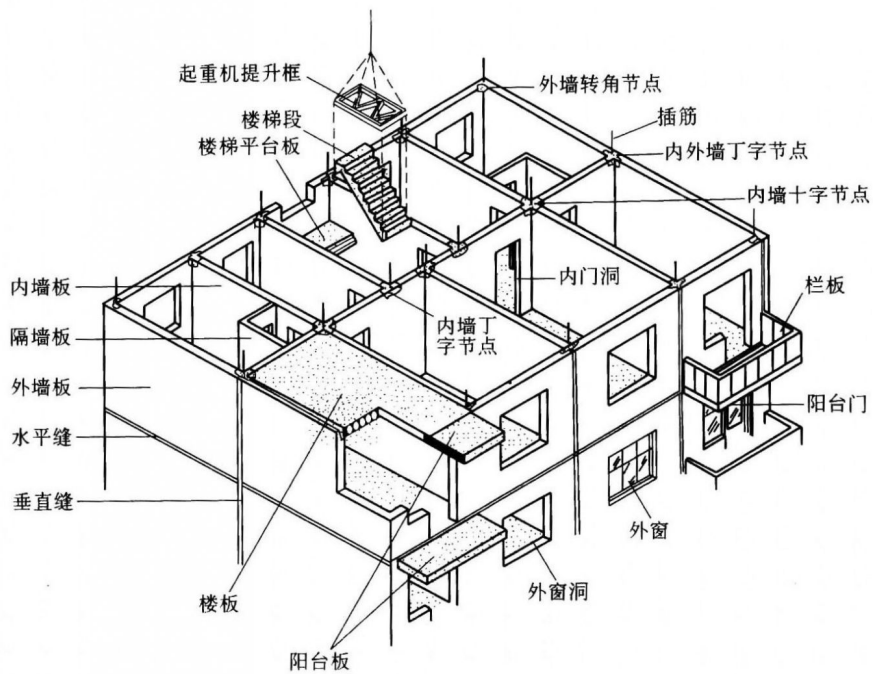 起重机提升框
楼梯段
楼梯平台板
外墙转角节点
插筋
内外墙丁字节点
内墙十字节点
内门洞
栏板
内墙板
隔墙板
外墙板
水平缝
垂直缝
内墙丁
字节点
阳台门
外窗
外窗洞
楼板
阳台板